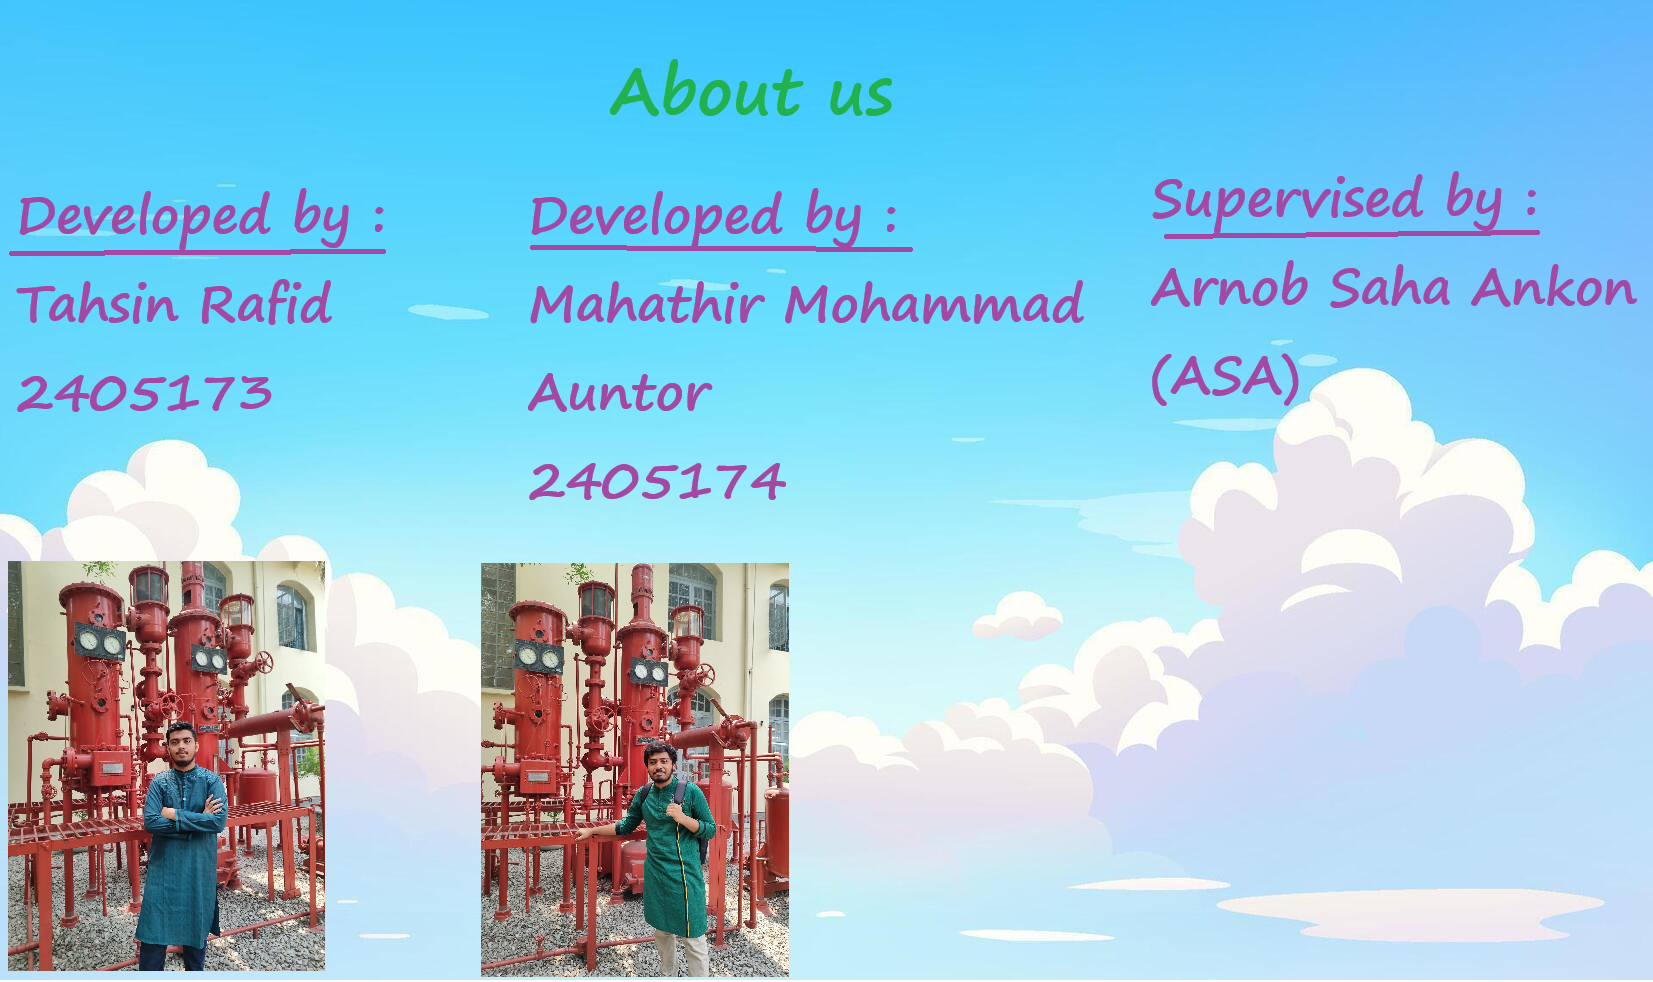 About us
Developed by :
Tahsin Rafid
2405173
Developed by :
Mahathir Mohammad
Auntor
2405174
Supervised by :
Arnob Saha Ankon
(ASA)